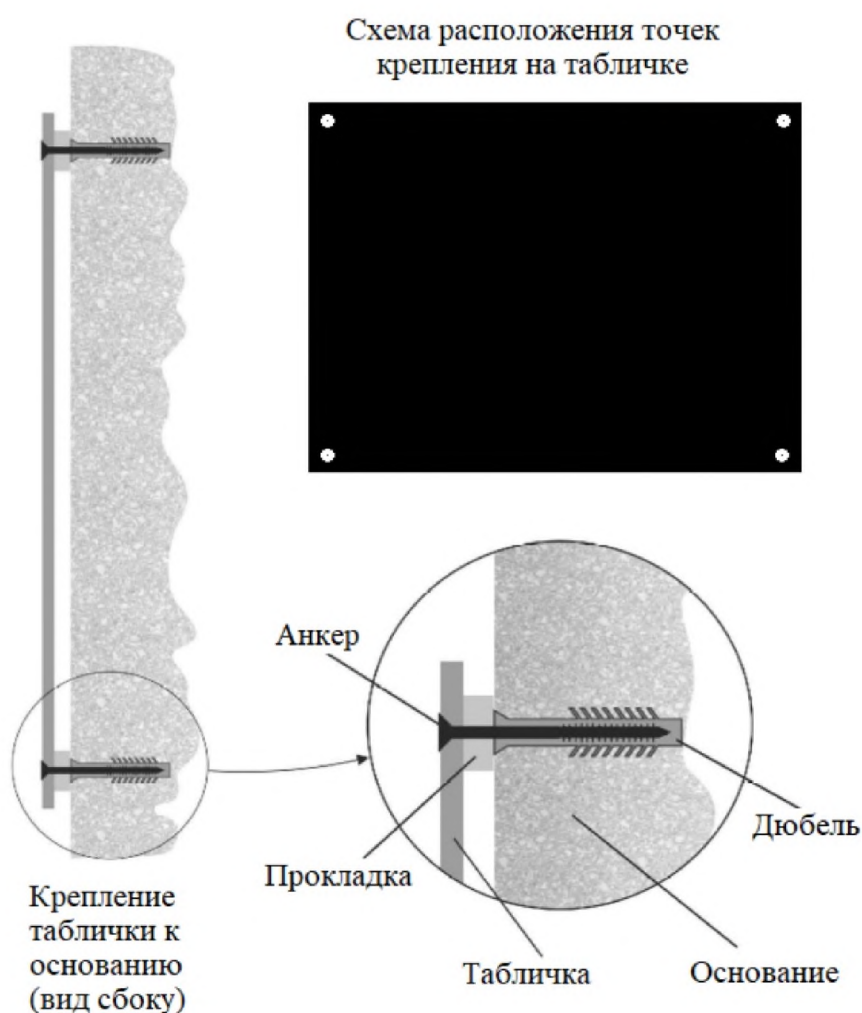 Схема расположения точек
крепления на табличке
Анкер
Дюбель
Прокладка
Табличка
Основание
Крепление
таблички к
основанию
(вид сбоку)